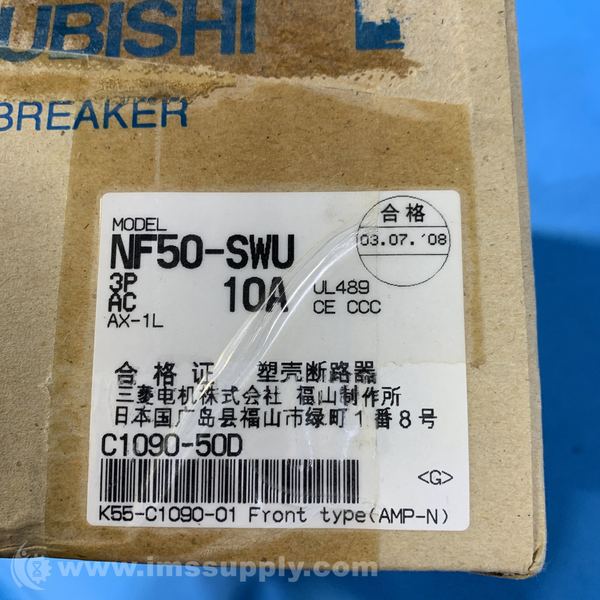 UBISHI
BREAKER
MODEL
NF50-SWU
3P
AC
10A
UL489
CE CCC
AX-1L
合格
03.07.'08
合格证 塑壳断路器
三菱电机株式会社 福山制作所
日本国广岛县福山市绿町1番8号
C1090-50D
<G>
K55-C1090-01 Front type(AMP-N)
ims
SUPPLY
www.imssupply.com